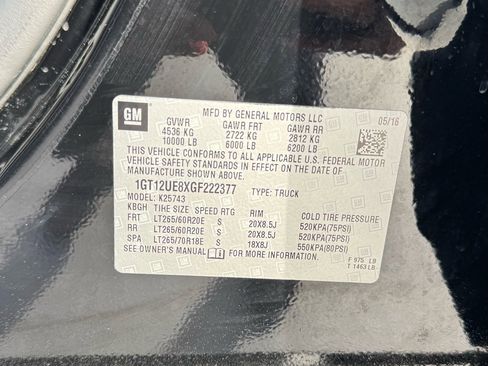 GM
MFD BY GENERAL MOTORS LLC
05/16
GVWR GAWR FRT GAWR RR
4536 KG 2722 KG 2812 KG
10000 LB 6000 LB 6200 LB
THIS VEHICLE CONFORMS TO ALL APPLICABLE U.S. FEDERAL MOTOR
VEHICLE SAFETY STANDARDS IN EFFECT ON THE DATE OF
MANUFACTURE SHOWN ABOVE.
1GT12UE8XGF222377 TYPE: TRUCK
MODEL: K25743
KBGH TIRE SIZE SPEED RTG RIM COLD TIRE PRESSURE
FRT LT265/60R20E S 20X8.5J 520KPA(75PSI)
RR LT265/60R20E S 20X8.5J 520KPA(75PSI)
SPA LT265/70R18E S 18X8J 550KPA(80PSI)
SEE OWNER'S MANUAL FOR ADDITIONAL INFORMATION.
F 975 LB
T 1463 LB